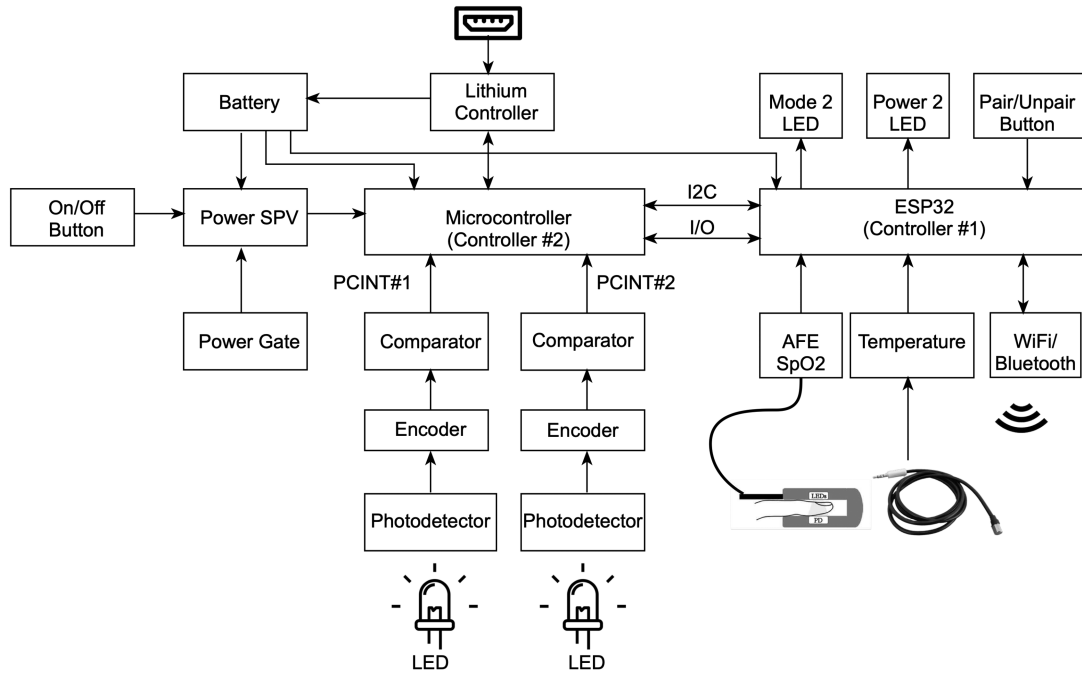 Battery
Lithium
Controller
Mode 2
LED
Power 2
LED
Pair/Unpair
Button
On/Off
Button
Power SPV
Microcontroller
(Controller #2)
I2C
I/O
ESP32
(Controller #1)
PCINT#1
PCINT#2
Power Gate
Comparator
Comparator
AFE
SpO2
Temperature
WiFi/
Bluetooth
Encoder
Encoder
Photodetector
Photodetector
LEDs
PD
LED
LED